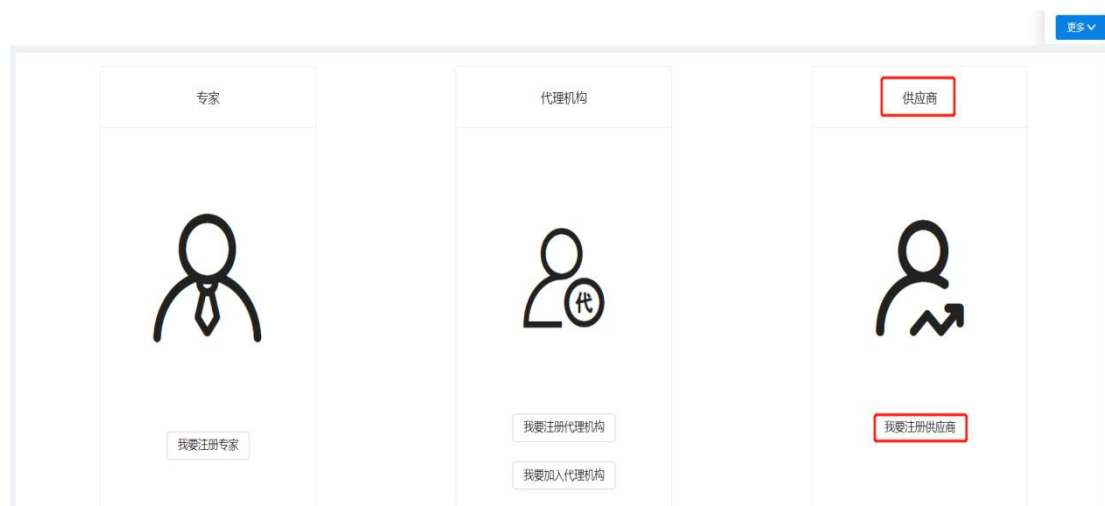 更多
专家
代理机构
供应商
代
我要注册专家
我要注册代理机构
我要加入代理机构
我要注册供应商